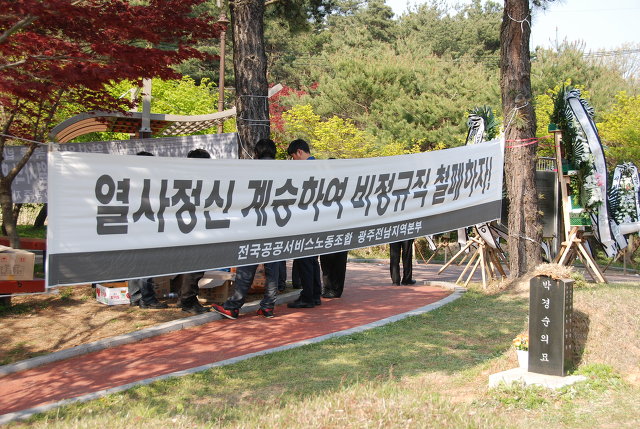 열사정신 계승하여 비정규직 철폐하자!
전국공공서비스노동조합 광주전남지역본부
박경순의묘